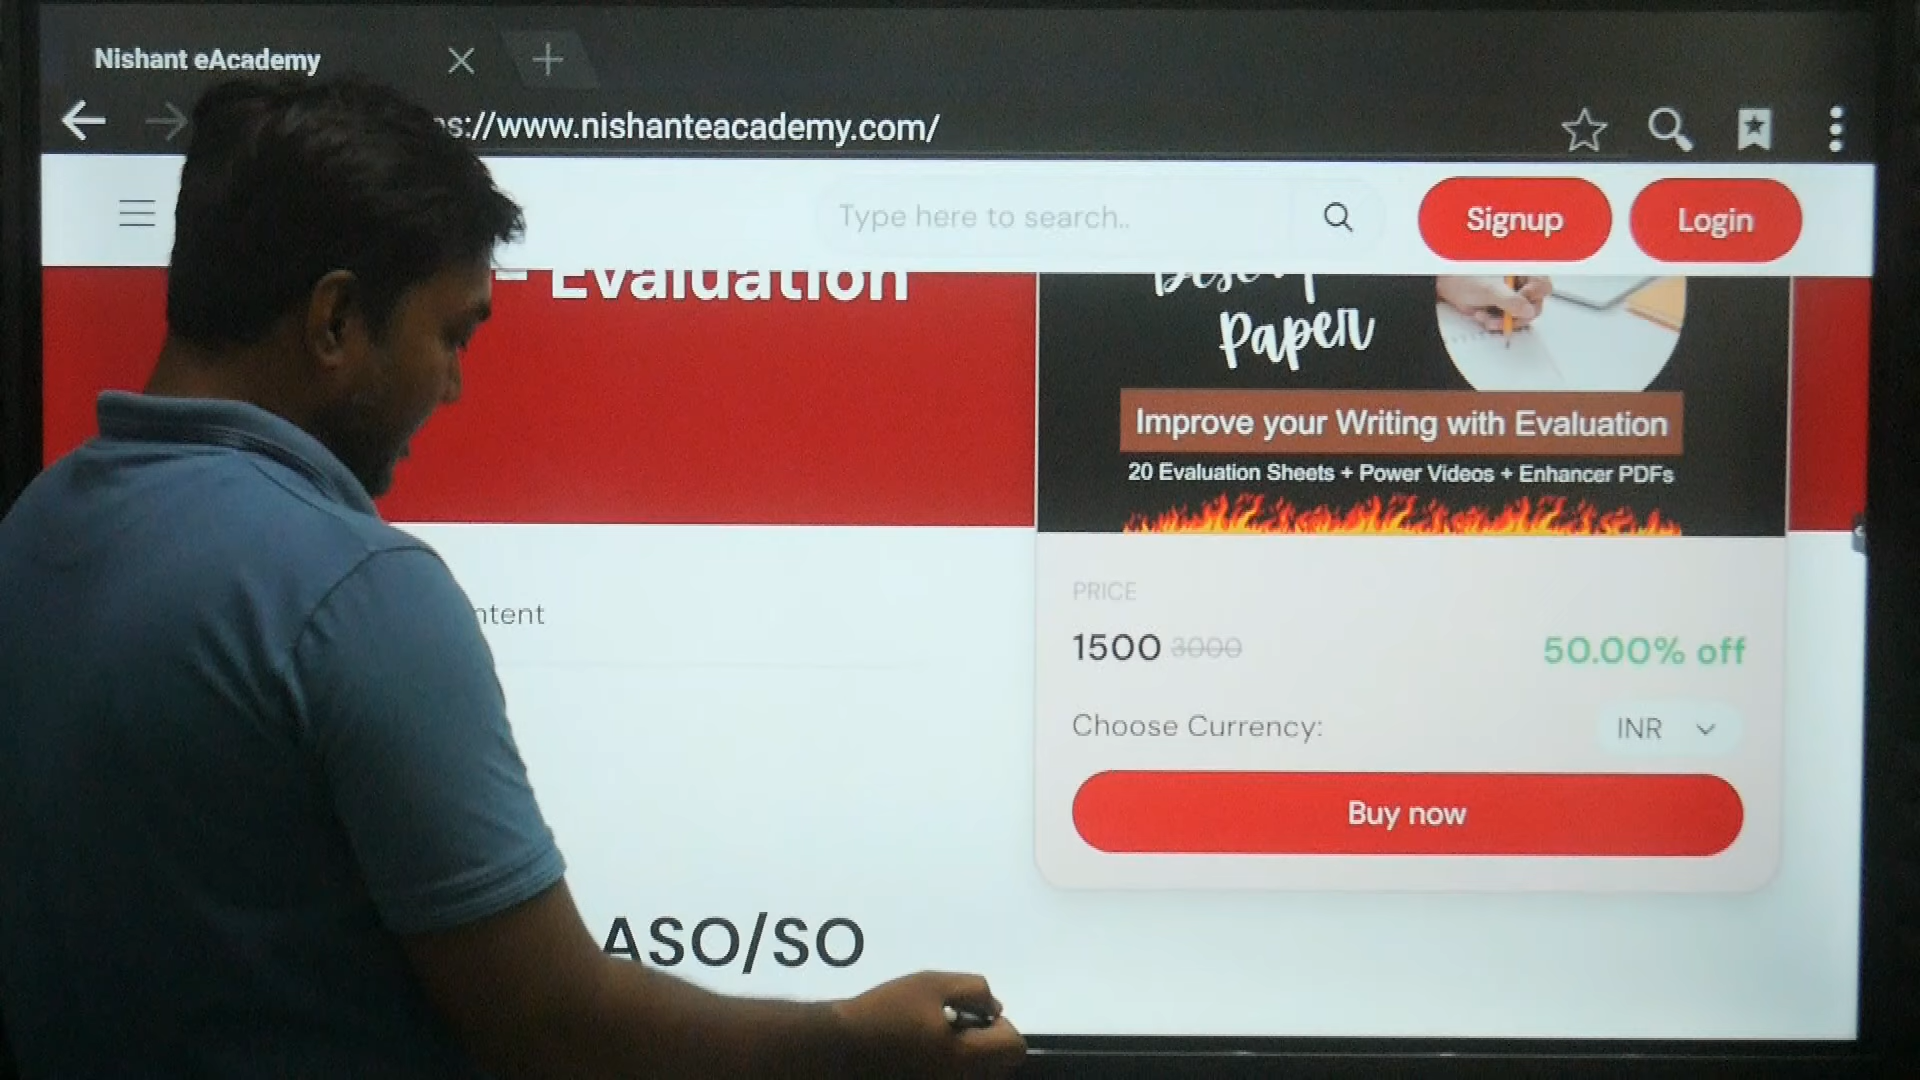 Nishant eAcademy
s://www.nishanteacademy.com/
Type here to search..
Signup
Login
- Evaluation
Paper
Improve your Writing with Evaluation
20 Evaluation Sheets + Power Videos + Enhancer PDFs
PRICE
1500 3000
50.00% off
Choose Currency:
INR
Buy now
ntent
ASO/SO